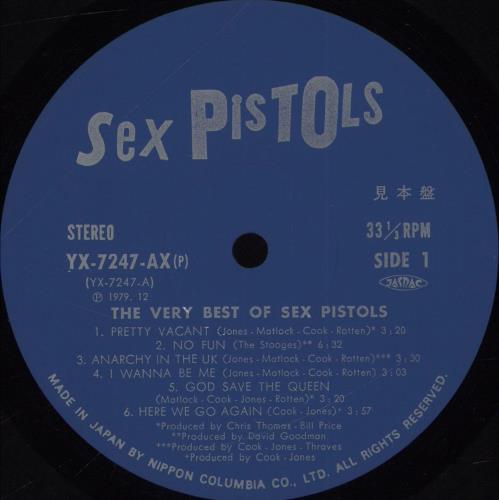 Sex PISTOLS
見本盤
STEREO
33 1/3 RPM
YX-7247-AX(P)
SIDE 1
(YX-7247-A)
JASRAC
Ⓟ 1979. 12
THE VERY BEST OF SEX PISTOLS
1. PRETTY VACANT (Jones-Matlock-Cook-Rotten)* 3:20
2. NO FUN (The Stooges)** 6:32
3. ANARCHY IN THE UK (Jones-Matlock-Cook-Rotten)*** 3:30
4. I WANNA BE ME (Jones-Matlock-Cook-Rotten) 3:03
5. GOD SAVE THE QUEEN
(Matlock-Cook-Jones-Rotten)* 3:20
6. HERE WE GO AGAIN (Cook-Jones)+ 3:57
*Produced by Chris Thomas-Bill Price
**Produced by David Goodman
***Produced by Cook-Jones-Thraves
+Produced by Cook-Jones
MADE IN JAPAN BY NIPPON COLUMBIA CO., LTD. ALL RIGHTS RESERVED.